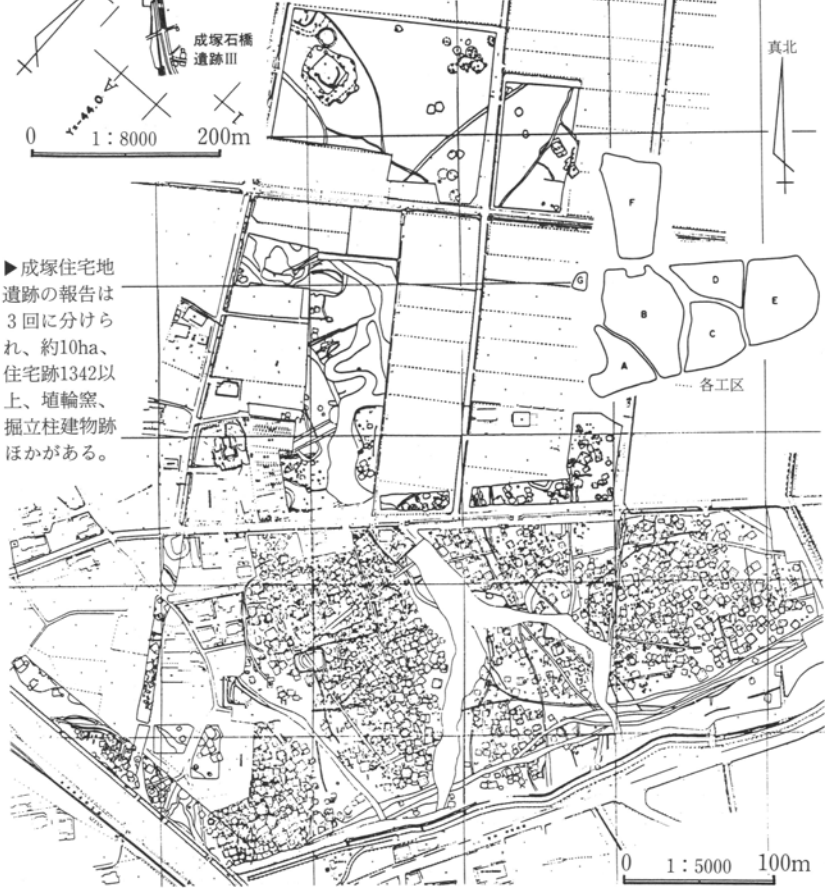 成塚石橋
遺跡Ⅲ
Y=-44.0
0 1：8000 200m
真北
▶成塚住宅地
遺跡の報告は
3回に分けら
れ、約10ha、
住宅跡1342以
上、埴輪窯、
掘立柱建物跡
ほかがある。
F
G
D
E
B
C
A
各工区
0 1：5000 100m